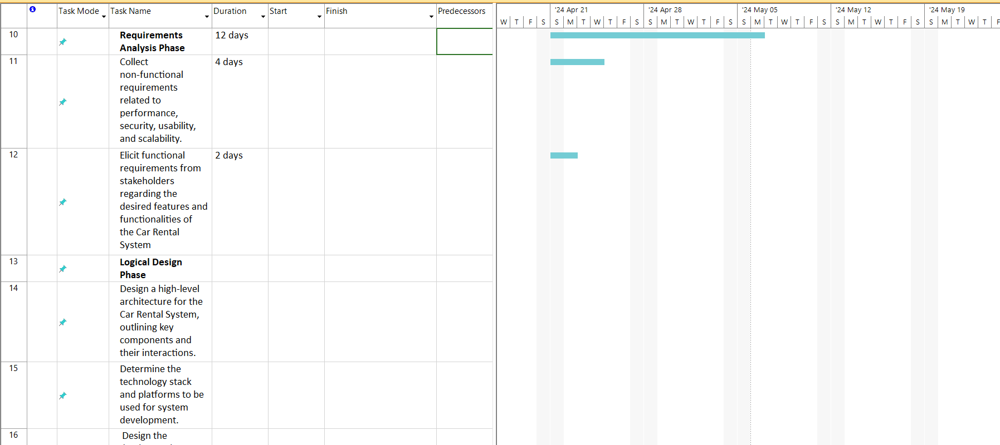 Task Mode Task Name Duration Start Finish Predecessors
'24 Apr 21 '24 Apr 28 '24 May 05 '24 May 12 '24 May 19
W T F S S M T W T F S S M T W T F S S M T W T F S S M T W T F S S M T W T F
10 Requirements 12 days
Analysis Phase
11 Collect 4 days
non-functional
requirements
related to
performance,
security, usability,
and scalability.
12 Elicit functional 2 days
requirements from
stakeholders
regarding the
desired features and
functionalities of
the Car Rental
System
13 Logical Design
Phase
14 Design a high-level
architecture for the
Car Rental System,
outlining key
components and
their interactions.
15 Determine the
technology stack
and platforms to be
used for system
development.
16 Design the